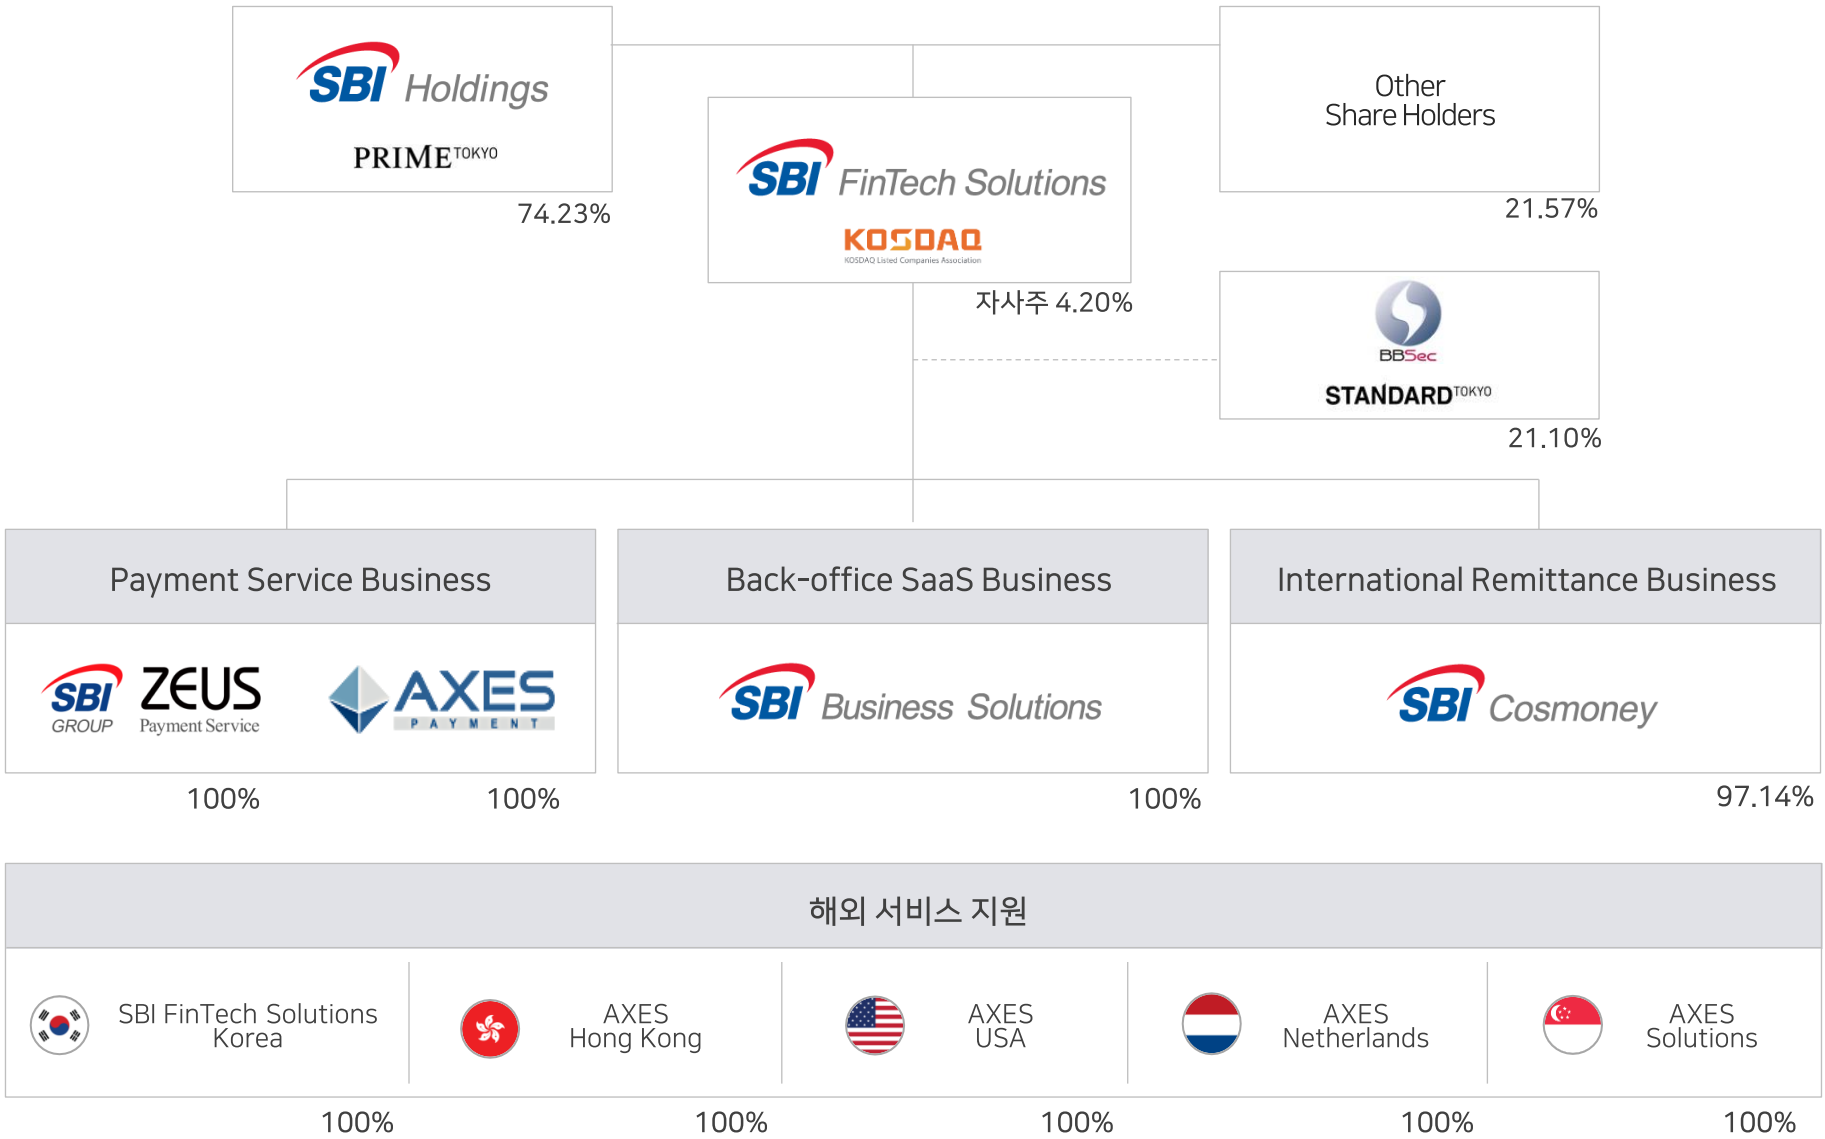 SBI Holdings
PRIME TOKYO
74.23%
SBI FinTech Solutions
KOSDAQ
KOSDAQ Listed Companies Association
자사주 4.20%
Other
Share Holders
21.57%
BBSec
STANDARD TOKYO
21.10%
Payment Service Business
SBI
GROUP
ZEUS
Payment Service
AXES
PAYMENT
100%
100%
Back-office SaaS Business
SBI Business Solutions
100%
International Remittance Business
SBI Cosmoney
97.14%
해외 서비스 지원
SBI FinTech Solutions
Korea
100%
AXES
Hong Kong
100%
AXES
USA
100%
AXES
Netherlands
100%
AXES
Solutions
100%